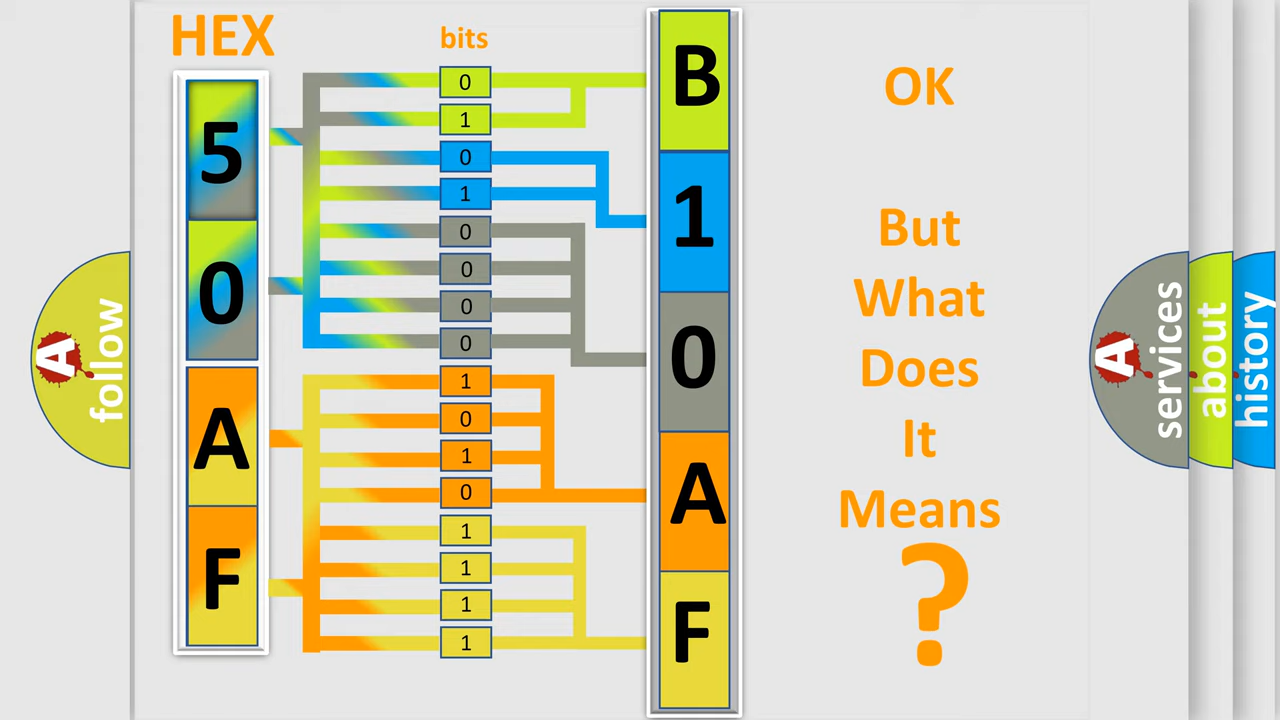 HEX
bits
5
0
A
F
0
1
0
1
0
0
0
0
1
0
1
0
1
1
1
1
B
1
0
A
F
OK
But
What
Does
It
Means
?
A
follow
A
services
about
history